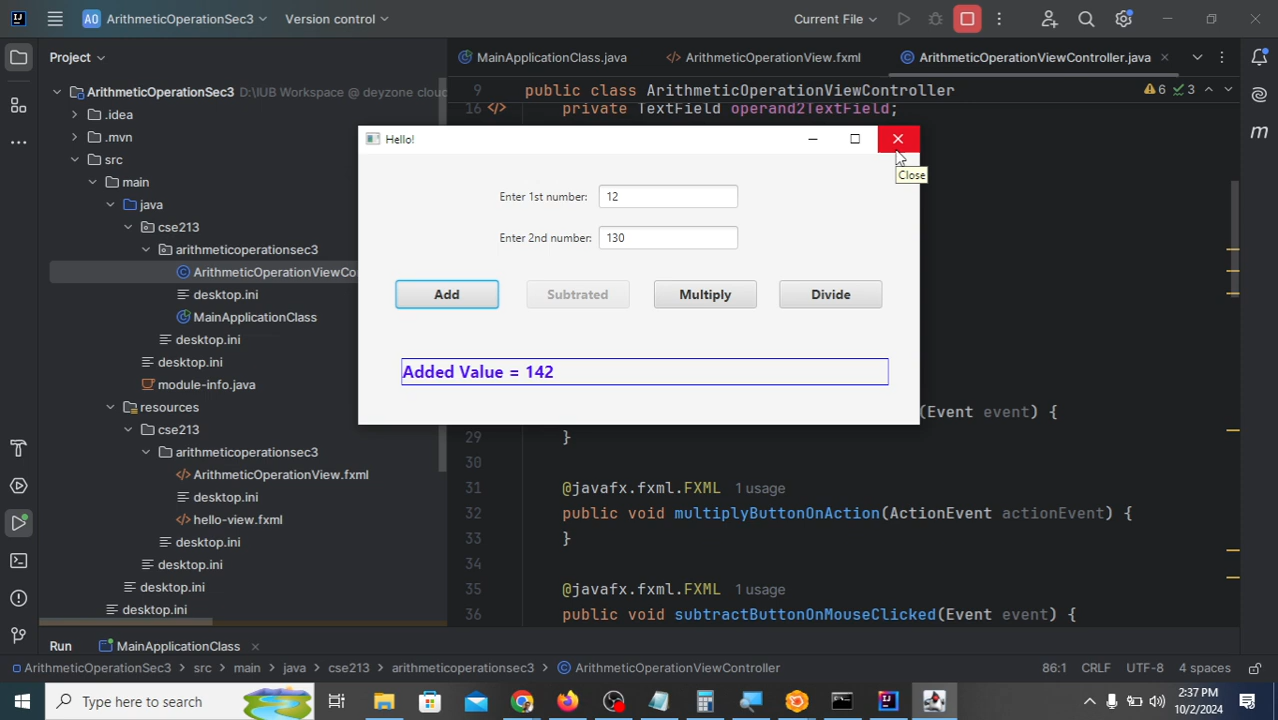 AO ArithmeticOperationSec3 Version control Current File
Project
MainApplicationClass.java ArithmeticOperationView.fxml ArithmeticOperationViewController.java
ArithmeticOperationSec3 D:\IUB Workspace @ deyzone clou
9 public class ArithmeticOperationViewController 6 3
16 private TextField operand2TextField;
.idea
.mvn
src
main
java
cse213
arithmeticoperationsec3
ArithmeticOperationViewCo
desktop.ini
MainApplicationClass
desktop.ini
desktop.ini
module-info.java
resources
cse213
arithmeticoperationsec3
ArithmeticOperationView.fxml
desktop.ini
hello-view.fxml
desktop.ini
desktop.ini
desktop.ini
desktop.ini
Hello!
Close
Enter 1st number: 12
Enter 2nd number: 130
Add Subtrated Multiply Divide
Added Value = 142
(Event event) {
29 }
30
31 @javafx.fxml.FXML 1 usage
32 public void multiplyButtonOnAction(ActionEvent actionEvent) {
33 }
34
35 @javafx.fxml.FXML 1 usage
36 public void subtractButtonOnMouseClicked(Event event) {
Run MainApplicationClass
ArithmeticOperationSec3 > src > main > java > cse213 > arithmeticoperationsec3 > ArithmeticOperationViewController 86:1 CRLF UTF-8 4 spaces
Type here to search
2:37 PM
10/2/2024